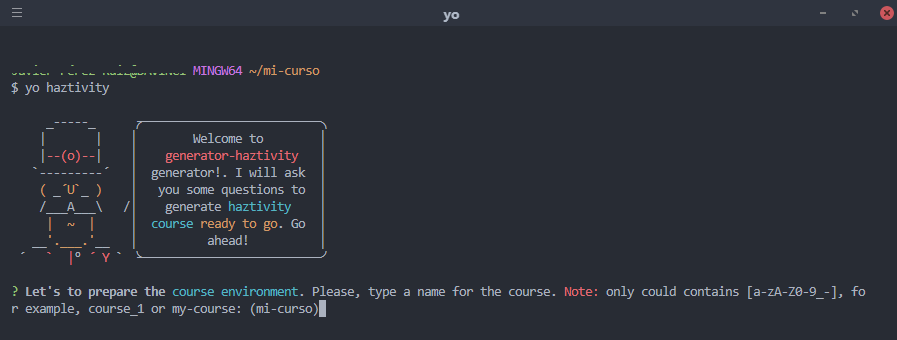 yo
MINGW64 ~/mi-curso
$ yo haztivity
Welcome to
generator-haztivity
generator!. I will ask
you some questions to
generate haztivity
course ready to go. Go
ahead!
? Let's to prepare the course environment. Please, type a name for the course. Note: only could contains [a-zA-Z0-9_-], fo
r example, course_1 or my-course: (mi-curso)